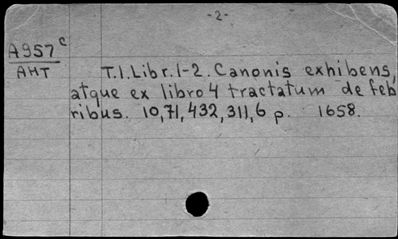 -2-
A957c
AHT
T.1.Libr.1-2. Canonis exhibens,
atque ex libro 4 tractatum de feb
ribus. 10,71,432,311,6 p. 1658.